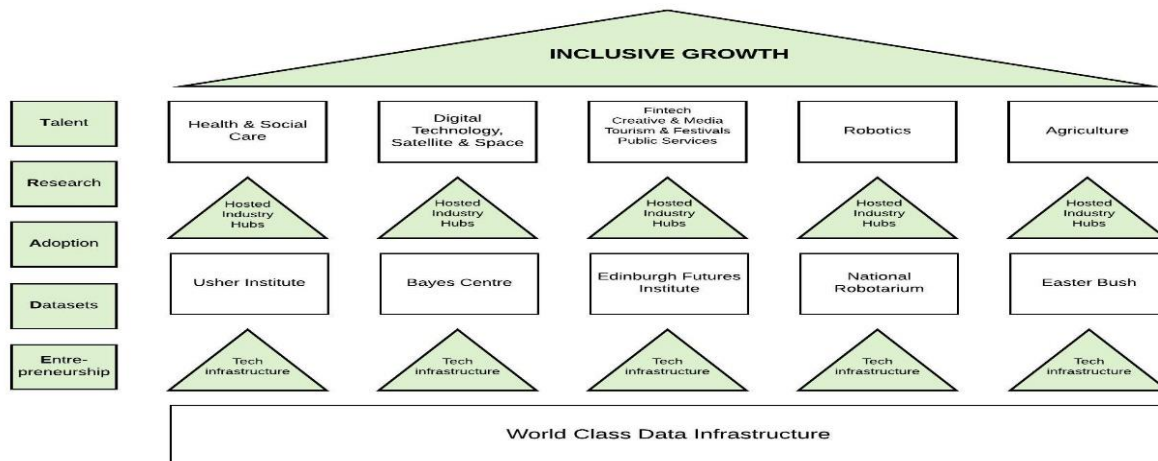 INCLUSIVE GROWTH
Talent
Research
Adoption
Datasets
Entre-
preneurship
Health & Social
Care
Digital
Technology,
Satellite & Space
Fintech
Creative & Media
Tourism & Festivals
Public Services
Robotics
Agriculture
Hosted
Industry
Hubs
Hosted
Industry
Hubs
Hosted
Industry
Hubs
Hosted
Industry
Hubs
Hosted
Industry
Hubs
Usher Institute
Bayes Centre
Edinburgh Futures
Institute
National
Robotarium
Easter Bush
Tech
infrastructure
Tech
infrastructure
Tech
infrastructure
Tech
infrastructure
Tech
infrastructure
World Class Data Infrastructure